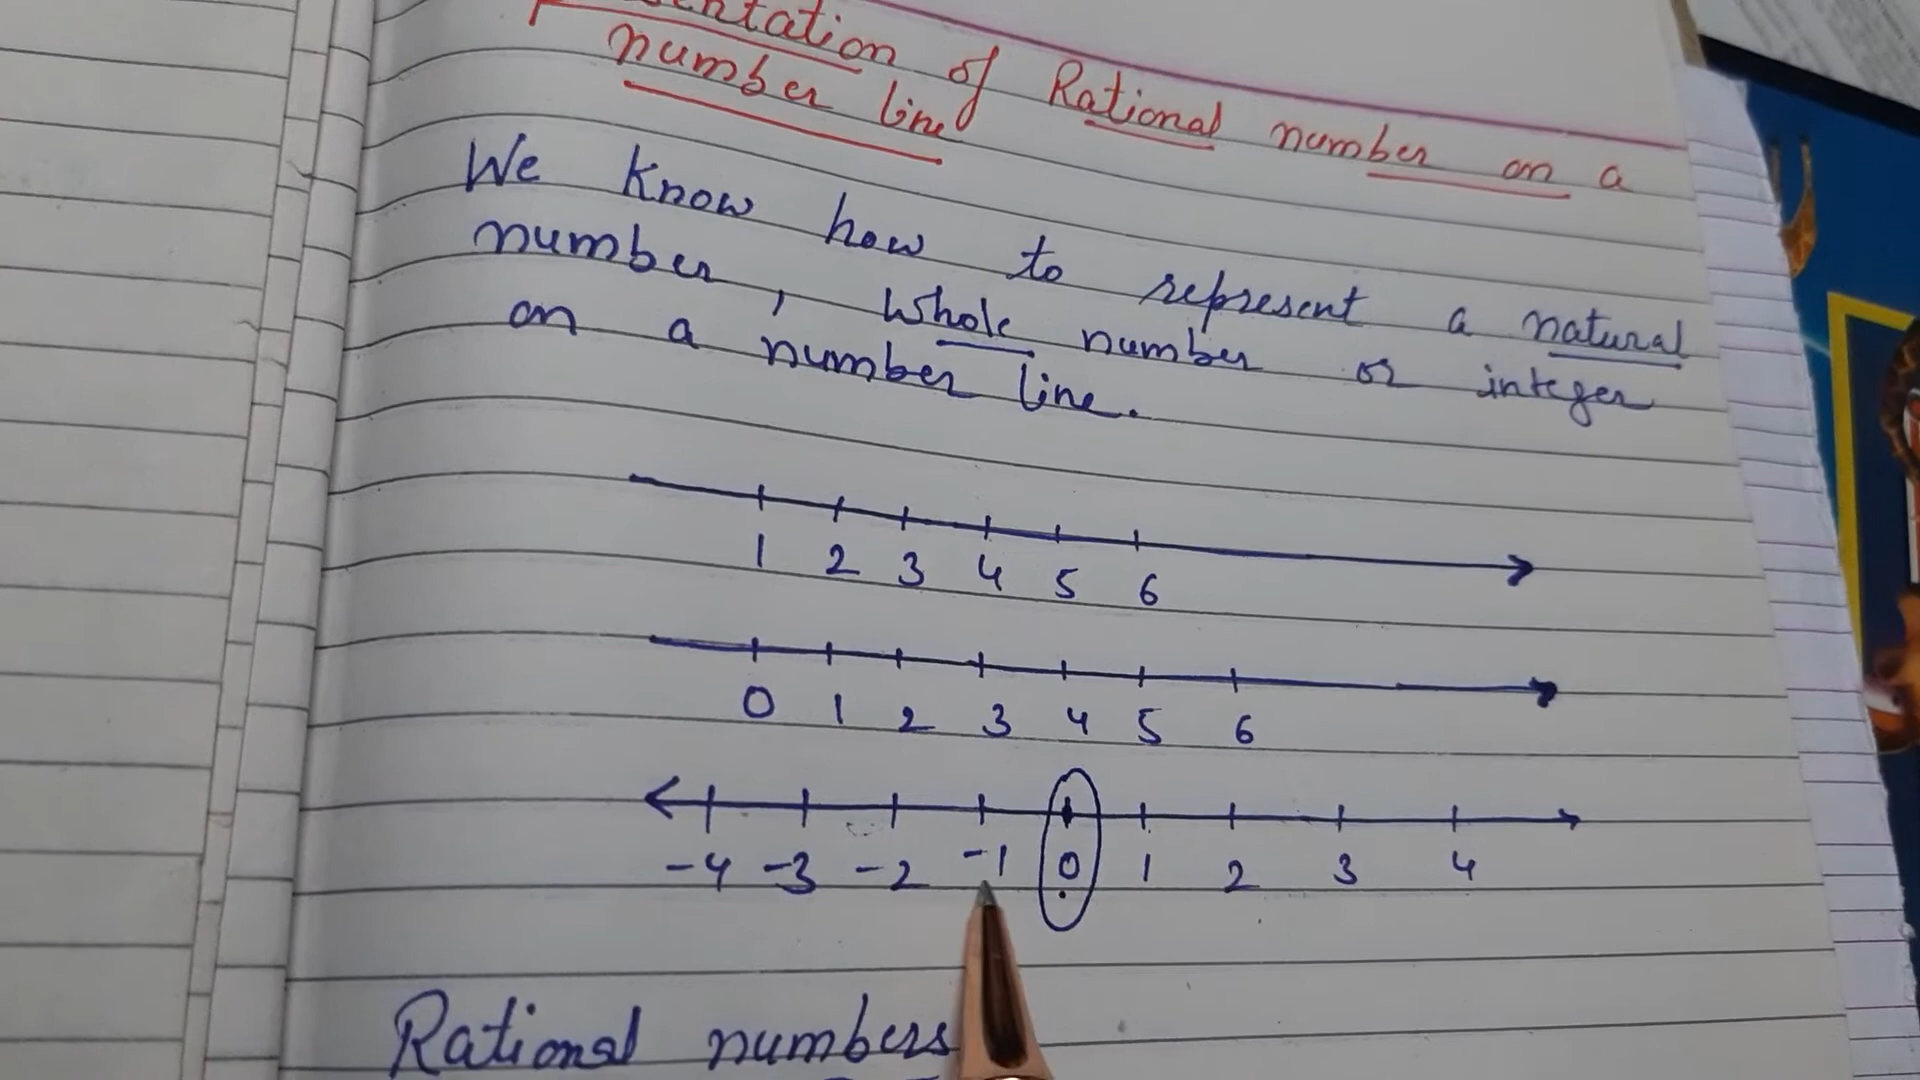 of Rational number on a
number line
We know how to represent a natural
number, whole number or integer
on a number line.
1 2 3 4 5 6
0 1 2 3 4 5 6
-4 -3 -2 -1 0 1 2 3 4
Rational numbers